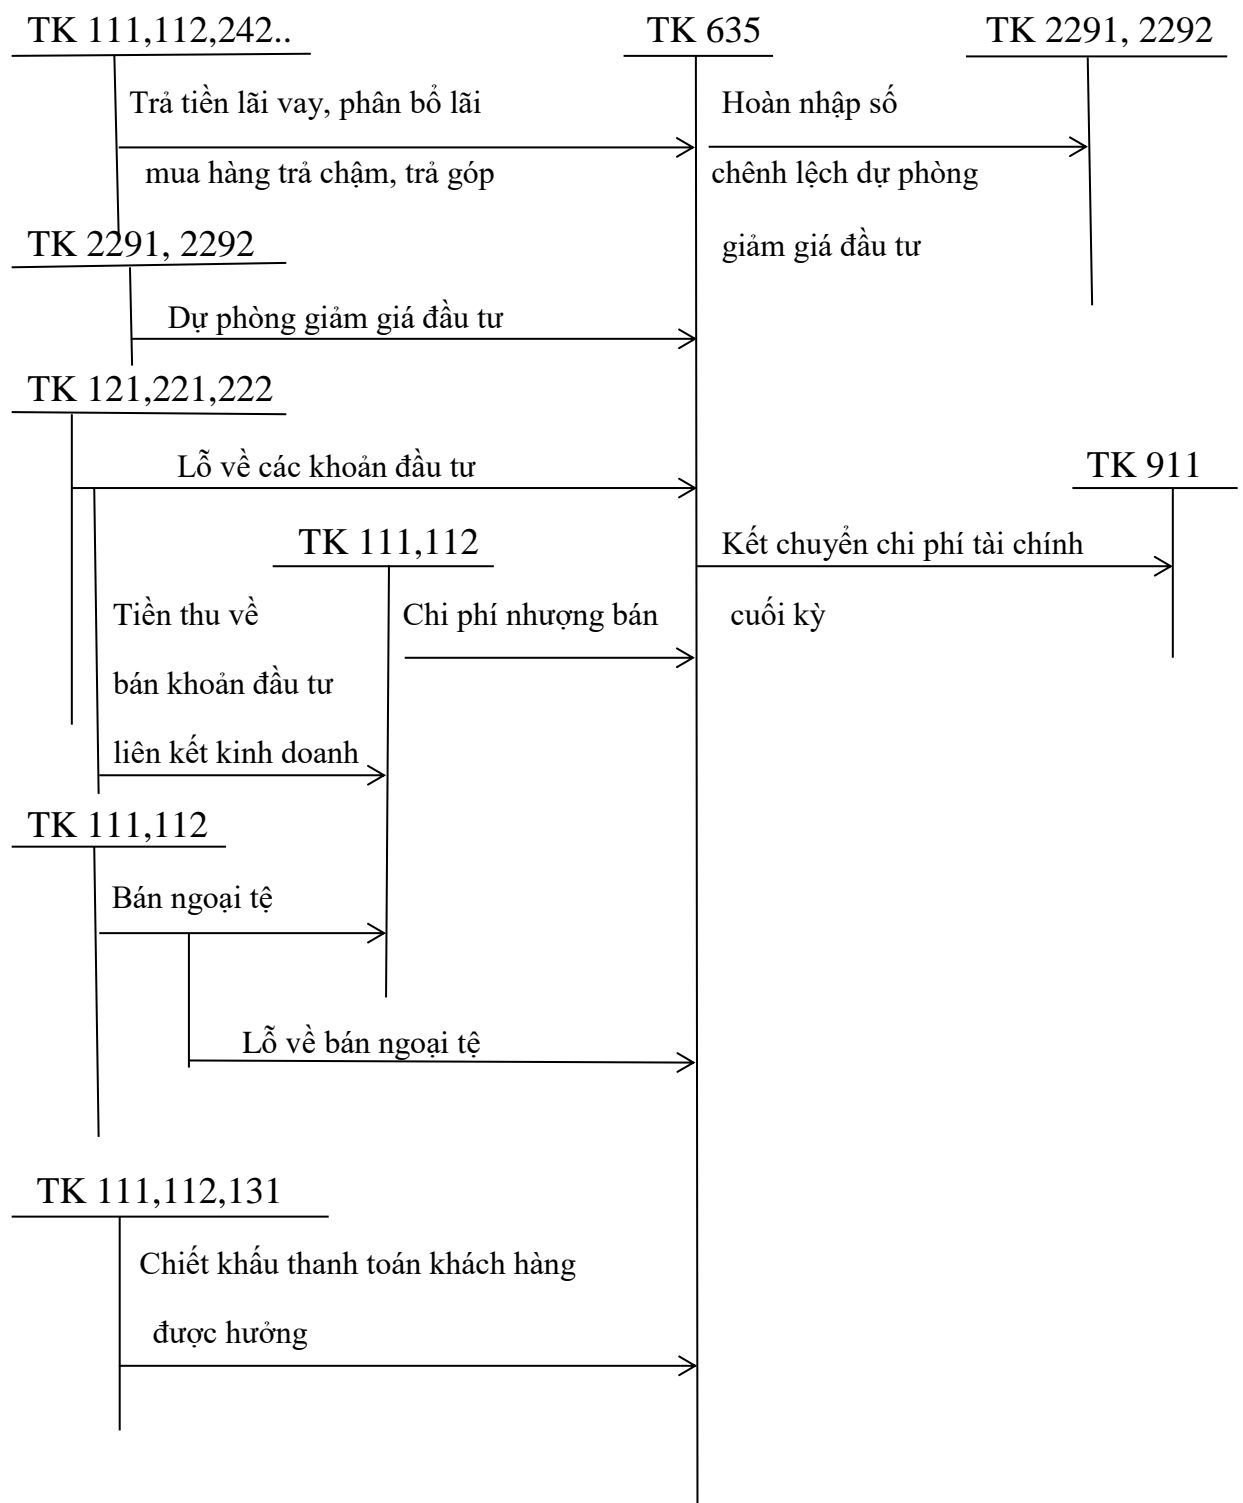 TK 111,112,242..
TK 635
TK 2291, 2292
Trả tiền lãi vay, phân bổ lãi
Hoàn nhập số
mua hàng trả chậm, trả góp
chênh lệch dự phòng
TK 2291, 2292
giảm giá đầu tư
Dự phòng giảm giá đầu tư
TK 121,221,222
Lỗ về các khoản đầu tư
TK 911
TK 111,112
Kết chuyển chi phí tài chính
Tiền thu về
Chi phí nhượng bán
cuối kỳ
bán khoản đầu tư
liên kết kinh doanh
TK 111,112
Bán ngoại tệ
Lỗ về bán ngoại tệ
TK 111,112,131
Chiết khấu thanh toán khách hàng
được hưởng